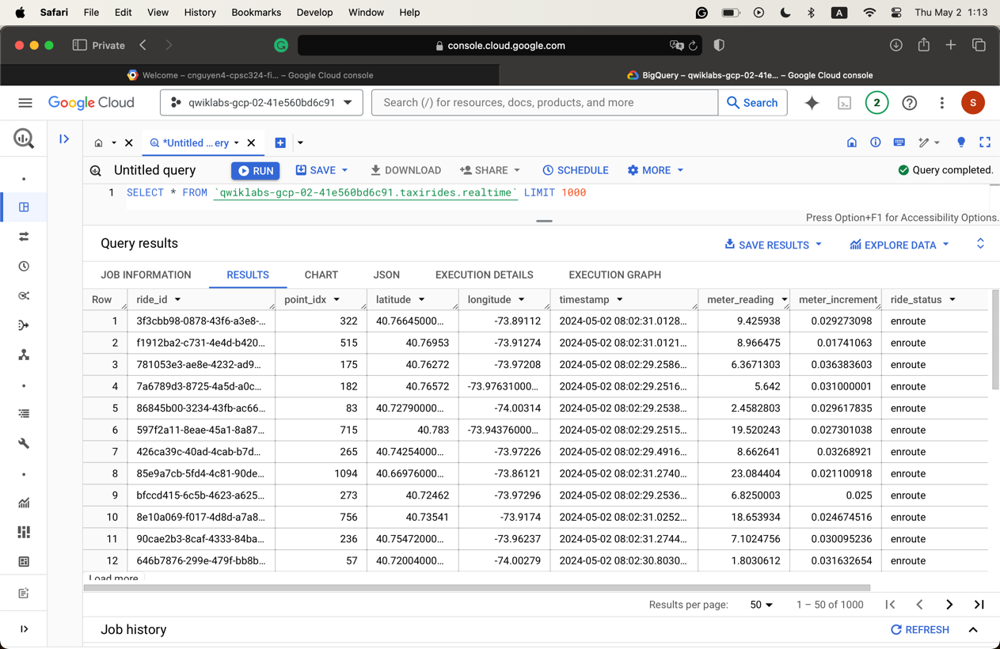 Safari File Edit View History Bookmarks Develop Window Help A Thu May 2 1:13
Private console.cloud.google.com
Welcome – cnguyen4-cpsc324-fi... – Google Cloud console BigQuery – qwiklabs-gcp-02-41e... – Google Cloud console
Google Cloud qwiklabs-gcp-02-41e560bd6c91 Search (/) for resources, docs, products, and more Search 2 S
*Untitled ...ery
Untitled query RUN SAVE DOWNLOAD SHARE SCHEDULE MORE Query completed.
1 SELECT * FROM `qwiklabs-gcp-02-41e560bd6c91.taxirides.realtime` LIMIT 1000
Press Option+F1 for Accessibility Options.
Query results SAVE RESULTS EXPLORE DATA
JOB INFORMATION RESULTS CHART JSON EXECUTION DETAILS EXECUTION GRAPH
Row ride_id point_idx latitude longitude timestamp meter_reading meter_increment ride_status
1 3f3cbb98-0878-43f6-a3e8-... 322 40.76645000... -73.89112 2024-05-02 08:02:31.0128... 9.425938 0.029273098 enroute
2 f1912ba2-c731-4e4d-b420... 515 40.76953 -73.91274 2024-05-02 08:02:31.0121... 8.966475 0.01741063 enroute
3 781053e3-ae8e-4232-ad9... 175 40.76272 -73.97208 2024-05-02 08:02:29.2586... 6.3671303 0.036383603 enroute
4 7a6789d3-8725-4a5d-a0c... 182 40.76572 -73.97631000... 2024-05-02 08:02:29.2516... 5.642 0.031000001 enroute
5 86845b00-3234-43fb-ac66... 83 40.72790000... -74.00314 2024-05-02 08:02:29.2538... 2.4582803 0.029617835 enroute
6 597f2a11-8eae-45a1-8a87... 715 40.783 -73.94376000... 2024-05-02 08:02:29.2515... 19.520243 0.027301038 enroute
7 426ca39c-40ad-4cab-b7d... 265 40.74254000... -73.97226 2024-05-02 08:02:29.4916... 8.662641 0.03268921 enroute
8 85e9a7cb-5fd4-4c81-90de... 1094 40.66976000... -73.86121 2024-05-02 08:02:31.2740... 23.084404 0.021100918 enroute
9 bfccd415-6c5b-4623-a625... 273 40.72462 -73.97296 2024-05-02 08:02:29.2536... 6.8250003 0.025 enroute
10 8e10a069-f017-4d8d-a7a8... 756 40.73541 -73.9174 2024-05-02 08:02:31.0252... 18.653934 0.024674516 enroute
11 90cae2b3-8caf-4333-84ba... 236 40.75472000... -73.96237 2024-05-02 08:02:31.2744... 7.1024756 0.030095236 enroute
12 646b7876-299e-479f-bb8b... 57 40.72004000... -74.00279 2024-05-02 08:02:30.8030... 1.8030612 0.031632654 enroute
Load more
Results per page: 50 1 – 50 of 1000
Job history REFRESH